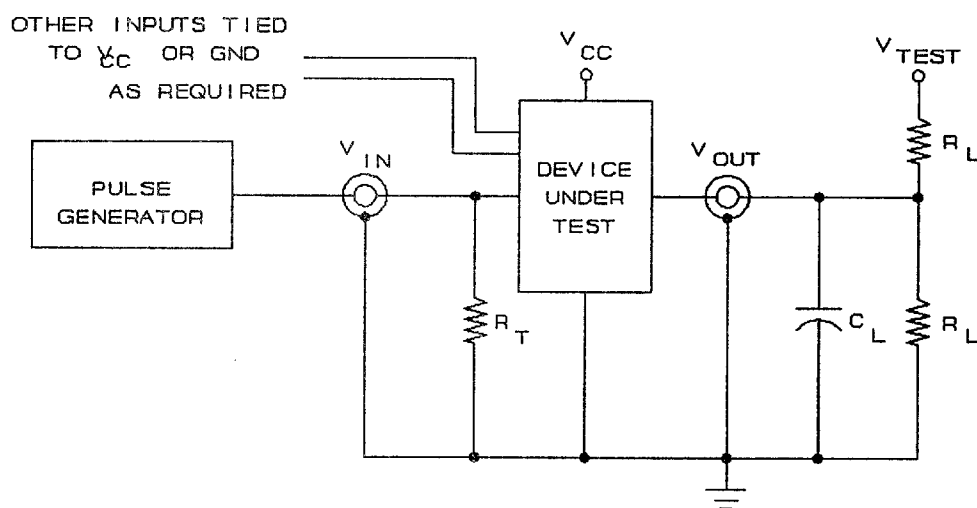 OTHER INPUTS TIED
TO VCC OR GND
AS REQUIRED
VCC
VTEST
RL
PULSE
GENERATOR
VIN
DEVICE
UNDER
TEST
VOUT
RT
CL
RL